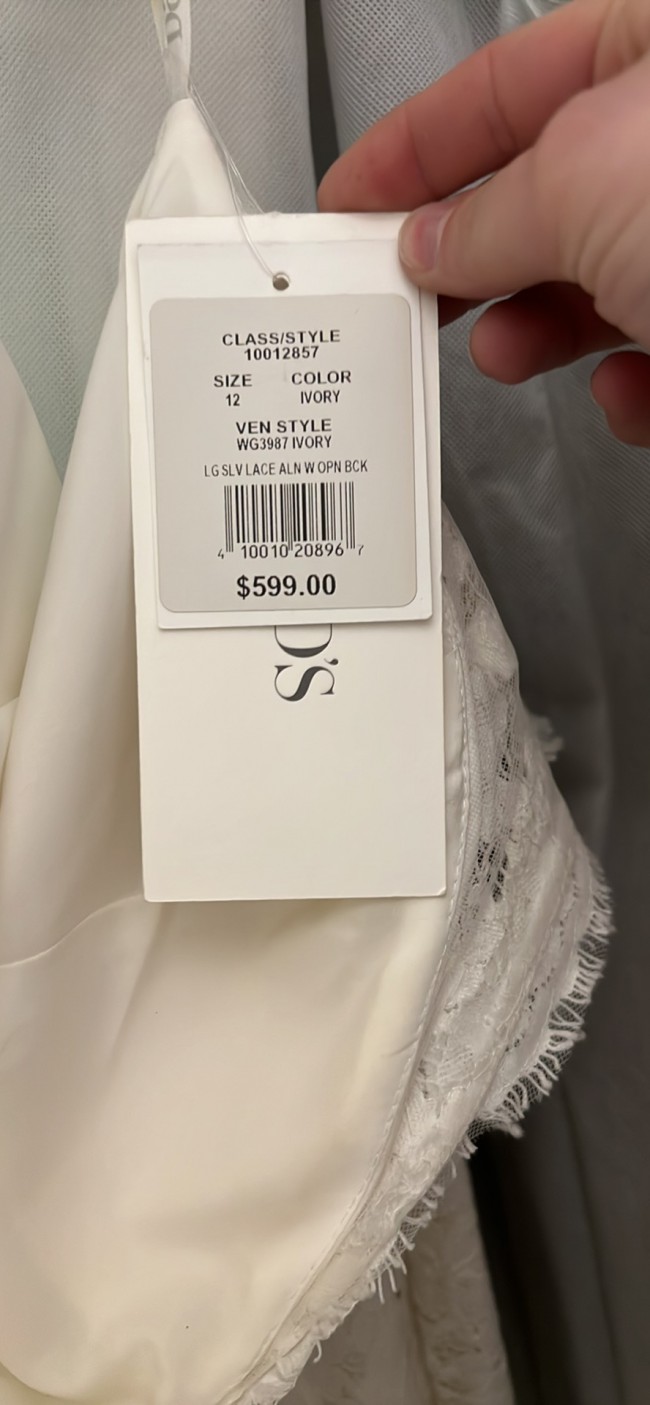 CLASS/STYLE
10012857
SIZE COLOR
12 IVORY
VEN STYLE
WG3987 IVORY
LG SLV LACE ALN W OPN BCK
4 10010 20896 7
$599.00